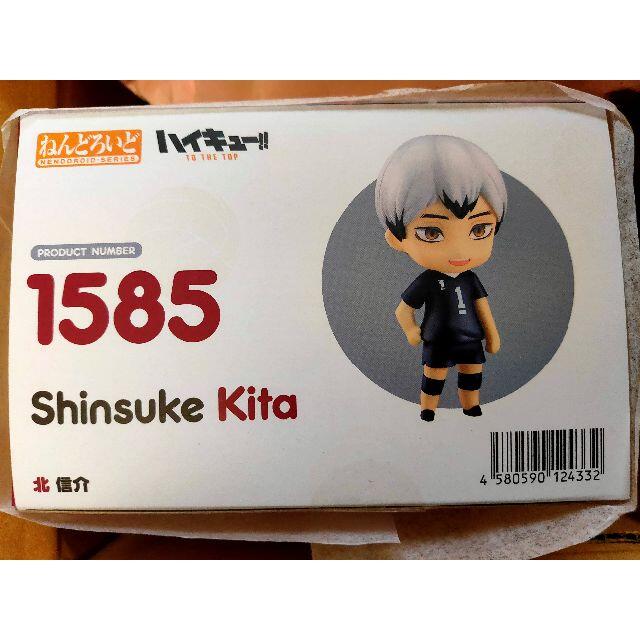 ねんどろいど
NENDOROID SERIES
ハイキュー!!
TO THE TOP
PRODUCT NUMBER
1585
Shinsuke Kita
北 信介
1
4 580590 124332